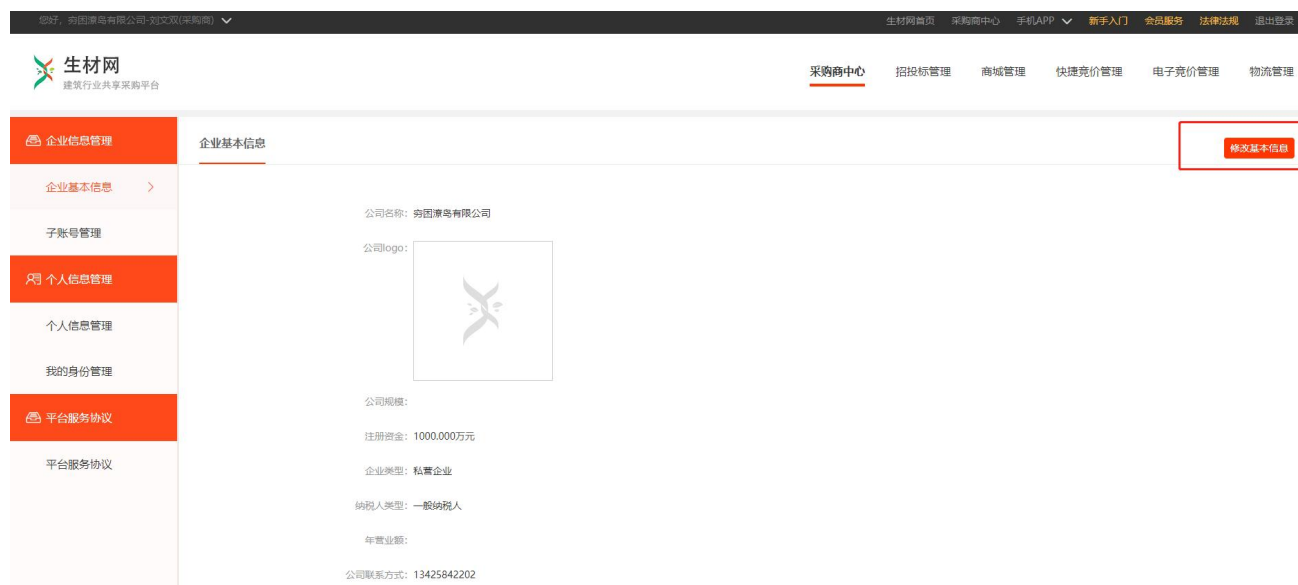 您好，穷困潦岛有限公司-刘文双(采购商)
生材网首页 采购商中心 手机APP 新手入门 会员服务 法律法规 退出登录
生材网
建筑行业共享采购平台
采购商中心 招投标管理 商城管理 快捷竞价管理 电子竞价管理 物流管理
企业信息管理
企业基本信息
修改基本信息
企业基本信息
子账号管理
个人信息管理
个人信息管理
我的身份管理
平台服务协议
平台服务协议
公司名称：穷困潦岛有限公司
公司logo：
公司规模：
注册资金：1000.000万元
企业类型：私营企业
纳税人类型：一般纳税人
年营业额：
公司联系方式：13425842202